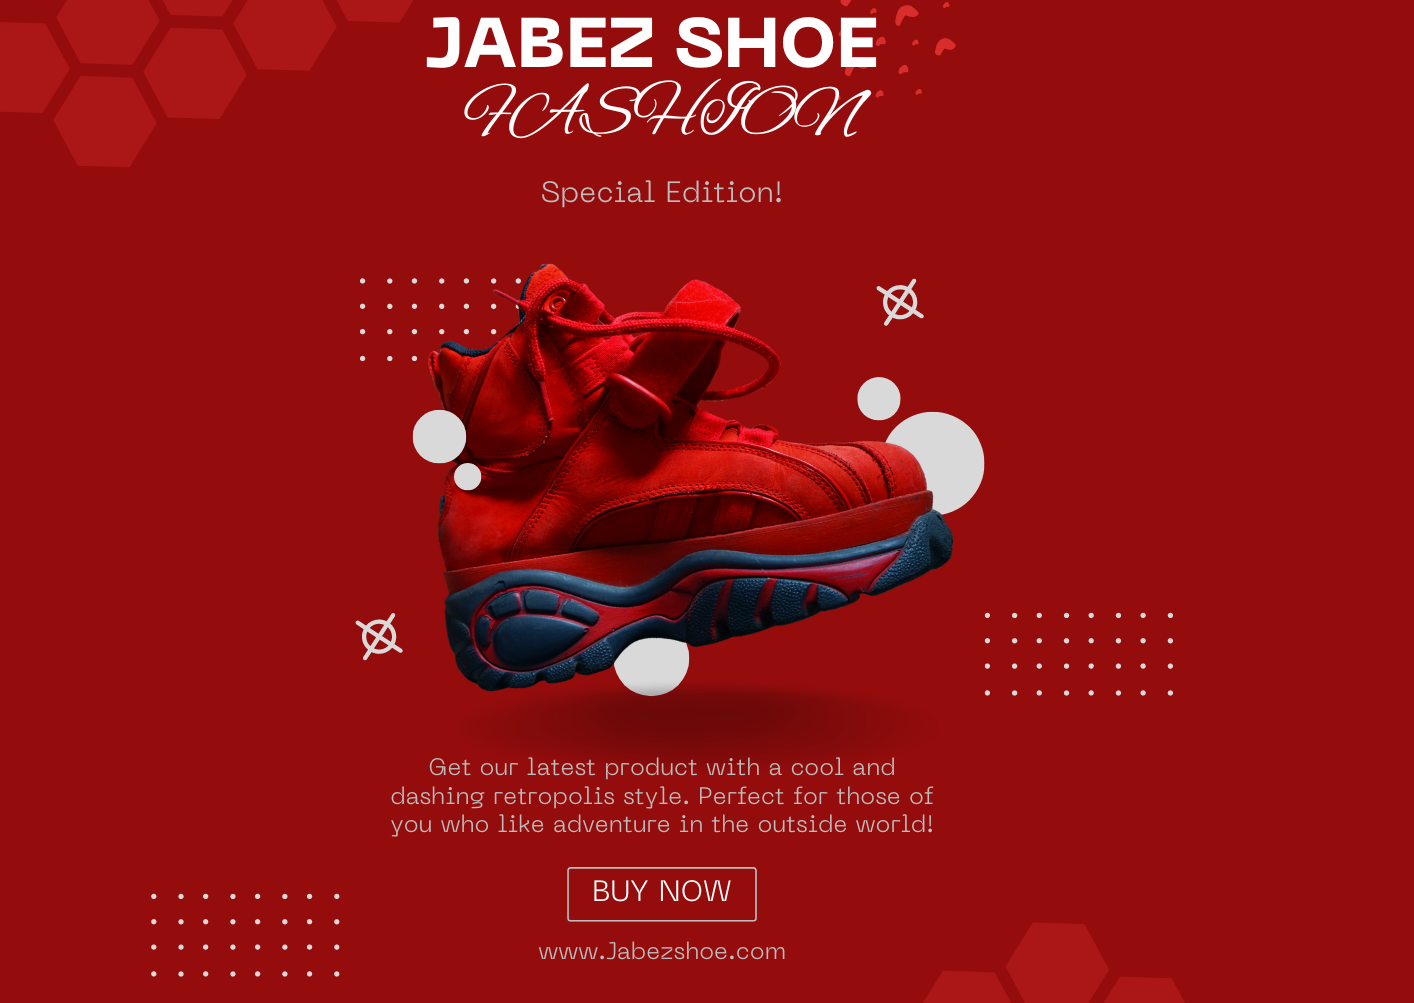 JABEZ SHOE
FASHION
Special Edition!
Get our latest product with a cool and
dashing retropolis style. Perfect for those of
you who like adventure in the outside world!
BUY NOW
www.Jabezshoe.com